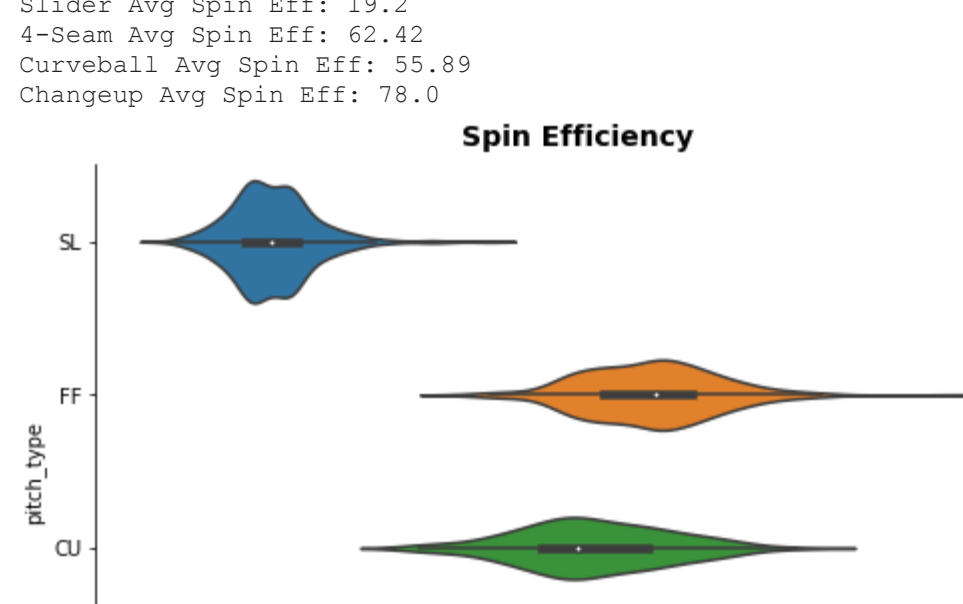 Slider Avg Spin Eff: 19.2
4-Seam Avg Spin Eff: 62.42
Curveball Avg Spin Eff: 55.89
Changeup Avg Spin Eff: 78.0
Spin Efficiency
SL
FF
pitch_type
CU